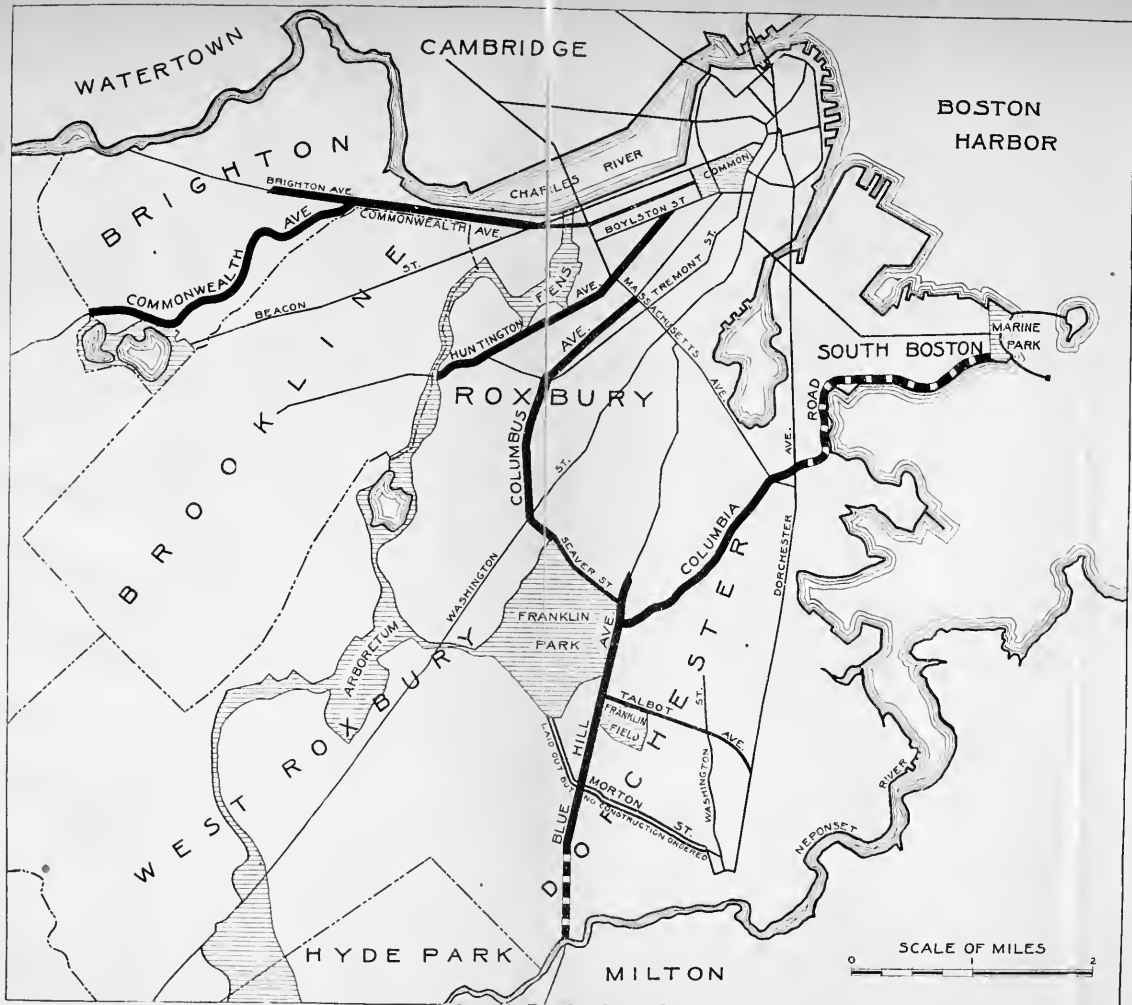 WATERTOWN
CAMBRIDGE
BOSTON
HARBOR
BRIGHTON
CHARLES RIVER
COMMON
BRIGHTON AVE.
COMMONWEALTH AVE.
BOYLSTON ST.
COMMONWEALTH AVE.
BEACON ST.
FENS
HUNTINGTON AVE.
MASSACHUSETTS AVE.
TREMONT ST.
COLUMBUS AVE.
ROXBURY
BROOKLINE
SOUTH BOSTON
MARINE
PARK
COLUMBIA ROAD
DORCHESTER AVE.
WASHINGTON ST.
SEAVER ST.
FRANKLIN
PARK
ARBORETUM
WEST ROXBURY
BLUE HILL AVE.
TALBOT AVE.
FRANKLIN
FIELD
WASHINGTON ST.
MORTON ST.
LAID OUT BUT NO CONSTRUCTION ORDERED
DORCHESTER
NEPONSET RIVER
HYDE PARK
MILTON
SCALE OF MILES
0 1 2